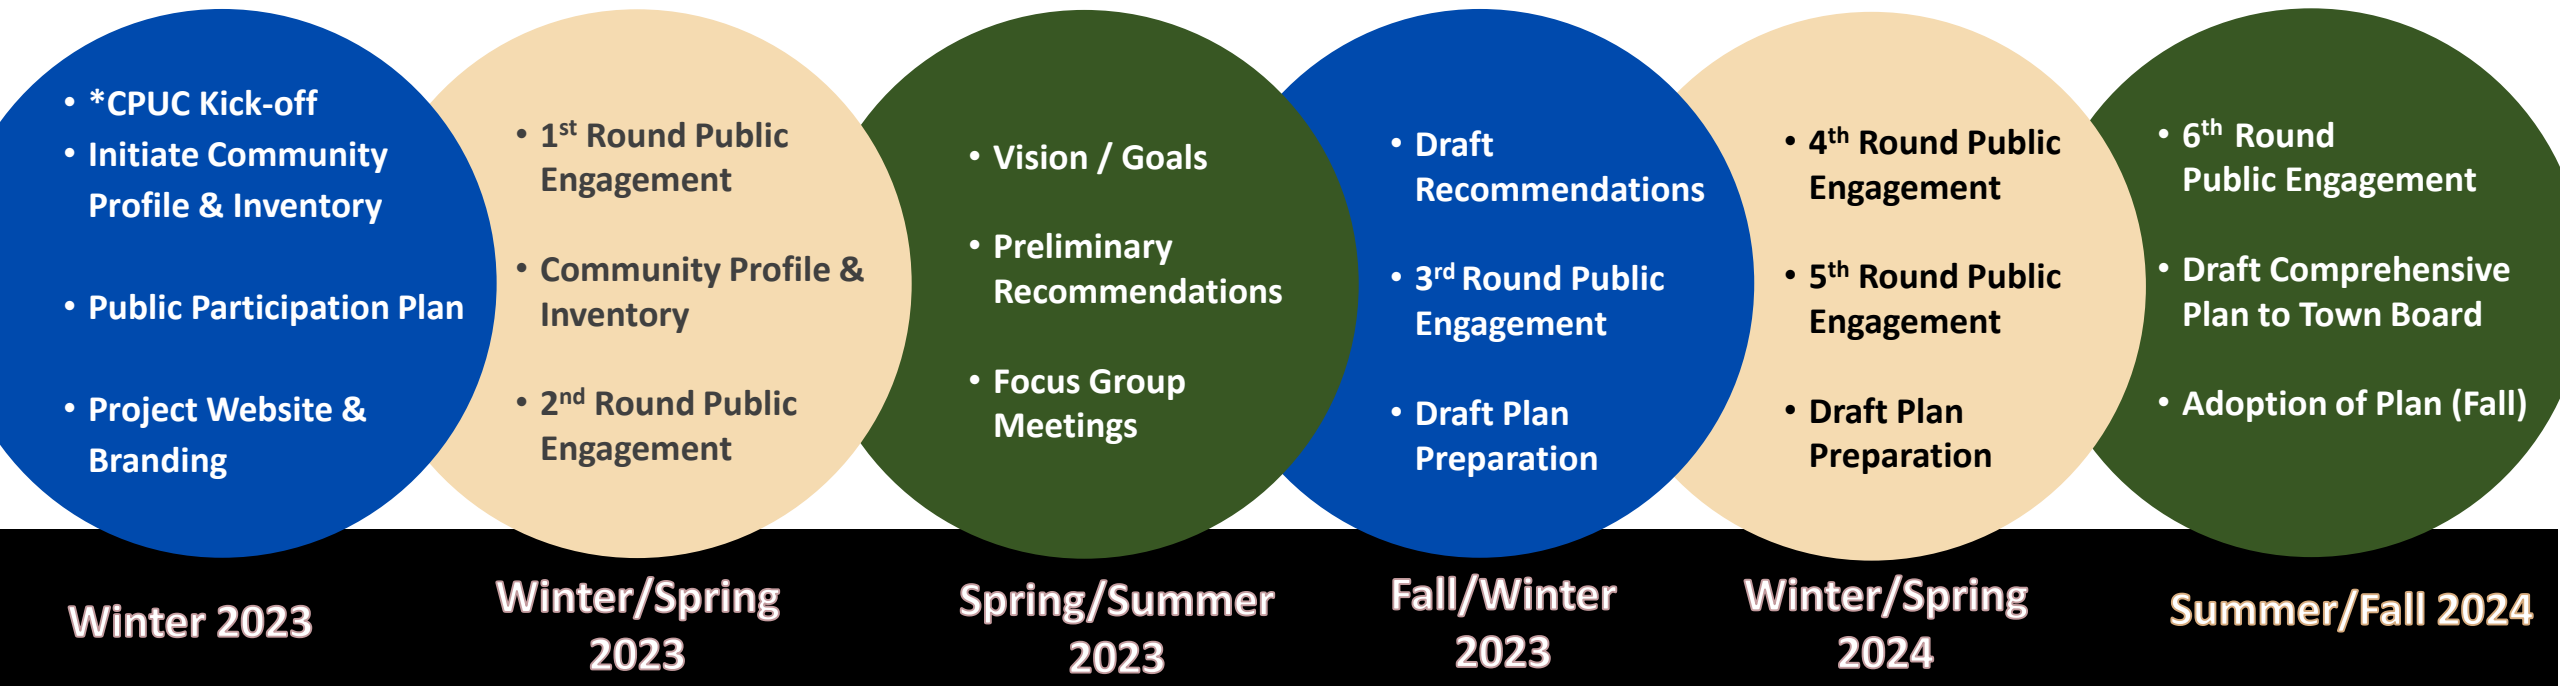 • *CPUC Kick-off
• Initiate Community
Profile & Inventory
• Public Participation Plan
• Project Website &
Branding
• 1st Round Public
Engagement
• Community Profile &
Inventory
• 2nd Round Public
Engagement
• Vision / Goals
• Preliminary
Recommendations
• Focus Group
Meetings
• Draft
Recommendations
• 3rd Round Public
Engagement
• Draft Plan
Preparation
• 4th Round Public
Engagement
• 5th Round Public
Engagement
• Draft Plan
Preparation
• 6th Round
Public Engagement
• Draft Comprehensive
Plan to Town Board
• Adoption of Plan (Fall)
Winter 2023
Winter/Spring
2023
Spring/Summer
2023
Fall/Winter
2023
Winter/Spring
2024
Summer/Fall 2024